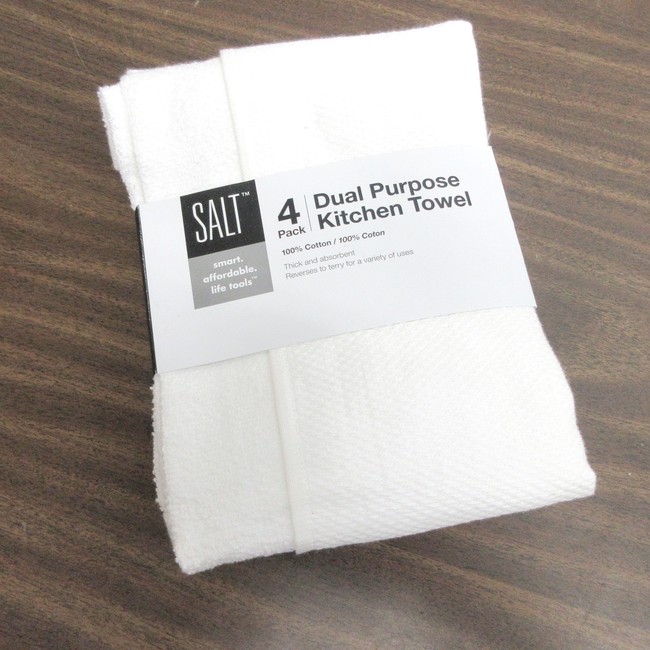 SALT™
smart.
affordable.
life tools™
4
Pack
Dual Purpose
Kitchen Towel
100% Cotton / 100% Coton
Thick and absorbent
Reverses to terry for a variety of uses